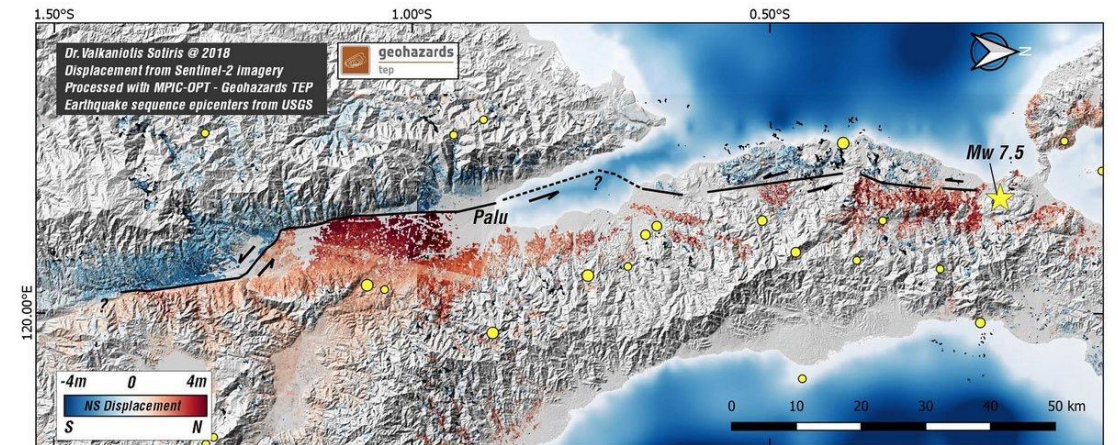 1.50°S 1.00°S 0.50°S
Dr.Valkaniotis Sotiris @ 2018
Displacement from Sentinel-2 imagery
Processed with MPIC-OPT - Geohazards TEP
Earthquake sequence epicenters from USGS
geohazards
tep
N
Mw 7.5
?
Palu
?
120.00°E
-4m 0 4m
NS Displacement
S N
0 10 20 30 40 50 km